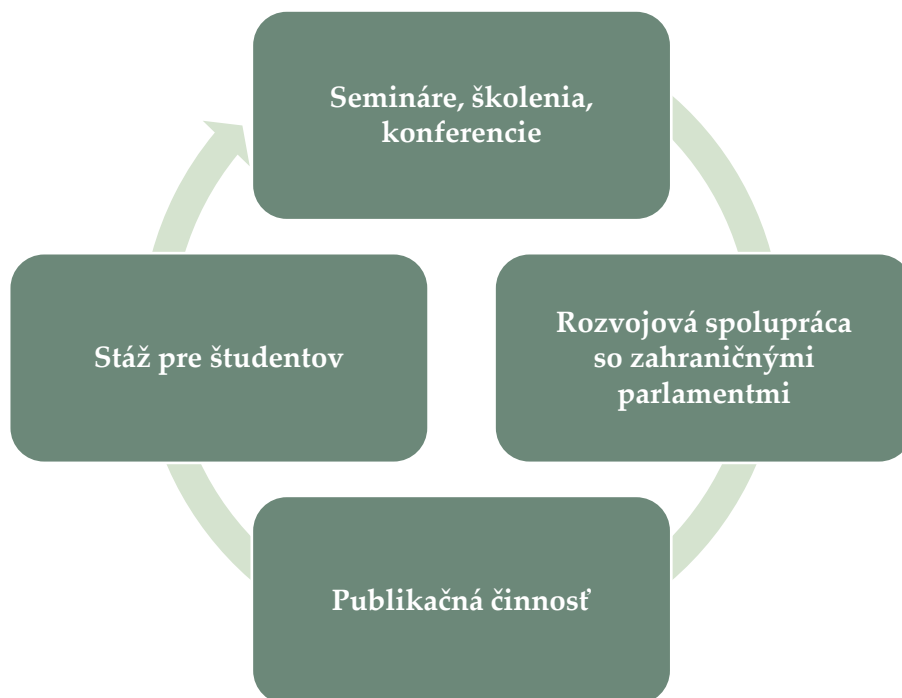 Semináre, školenia,
konferencie
Rozvojová spolupráca
so zahraničnými
parlamentmi
Publikačná činnosť
Stáž pre študentov